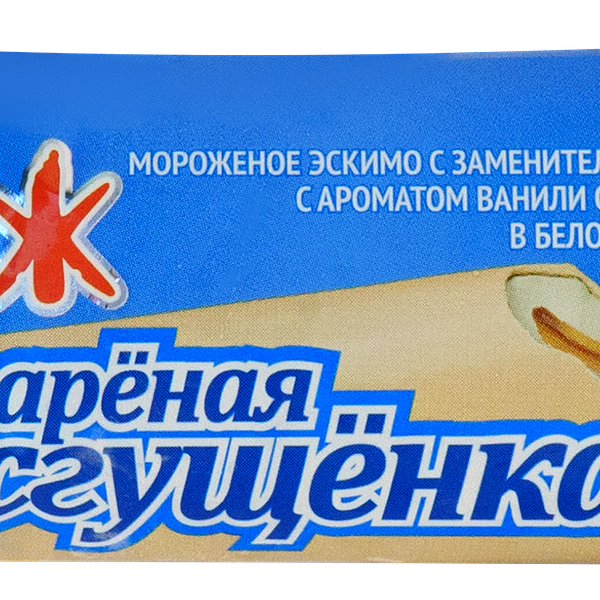 МОРОЖЕНОЕ ЭСКИМО С ЗАМЕНИТЕЛ
С АРОМАТОМ ВАНИЛИ С
В БЕЛО
Ж
арёная
сгущёнка